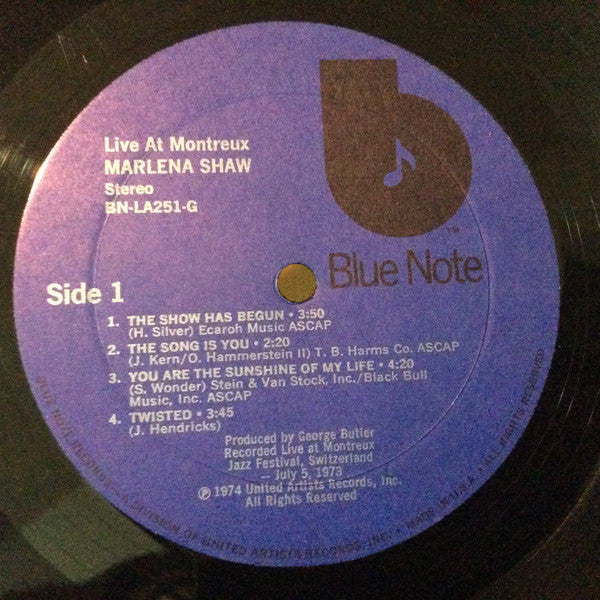 Live At Montreux
MARLENA SHAW
Stereo
BN-LA251-G
™
Blue Note
Side 1
1. THE SHOW HAS BEGUN • 3:50
(H. Silver) Ecaroh Music ASCAP
2. THE SONG IS YOU • 2:20
(J. Kern/O. Hammerstein II) T. B. Harms Co. ASCAP
3. YOU ARE THE SUNSHINE OF MY LIFE • 4:20
(S. Wonder) Stein & Van Stock, Inc./Black Bull
Music, Inc. ASCAP
4. TWISTED • 3:45
(J. Hendricks)
Produced by George Butler
Recorded Live at Montreux
Jazz Festival, Switzerland
— July 5, 1973
℗ 1974 United Artists Records, Inc.
All Rights Reserved
BLUE NOTE RECORDS • A DIVISION OF UNITED ARTISTS RECORDS, INC. • MADE IN U.S.A. • ALL RIGHTS RESERVED